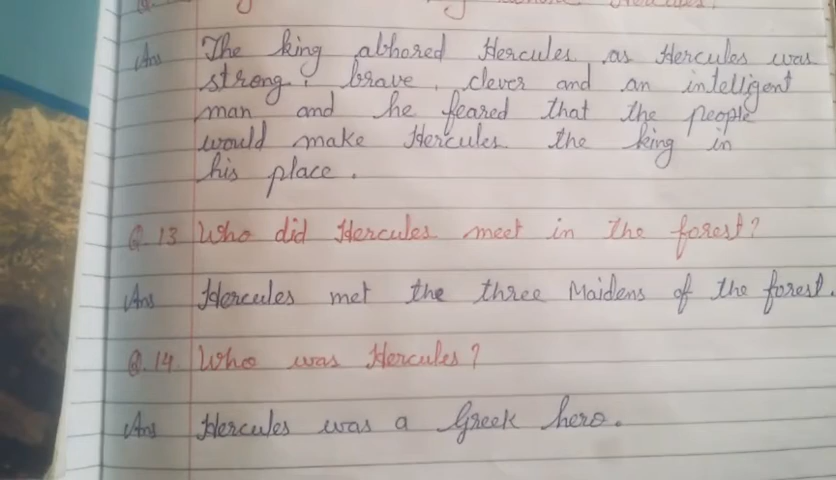 Ans The king abhored Hercules as Hercules was
strong, brave, clever and an intelligent
man and he feared that the people
would make Hercules the king in
his place.
Q.13 Who did Hercules meet in the forest?
Ans Hercules met the three Maidens of the forest.
Q.14. Who was Hercules?
Ans Hercules was a Greek hero.